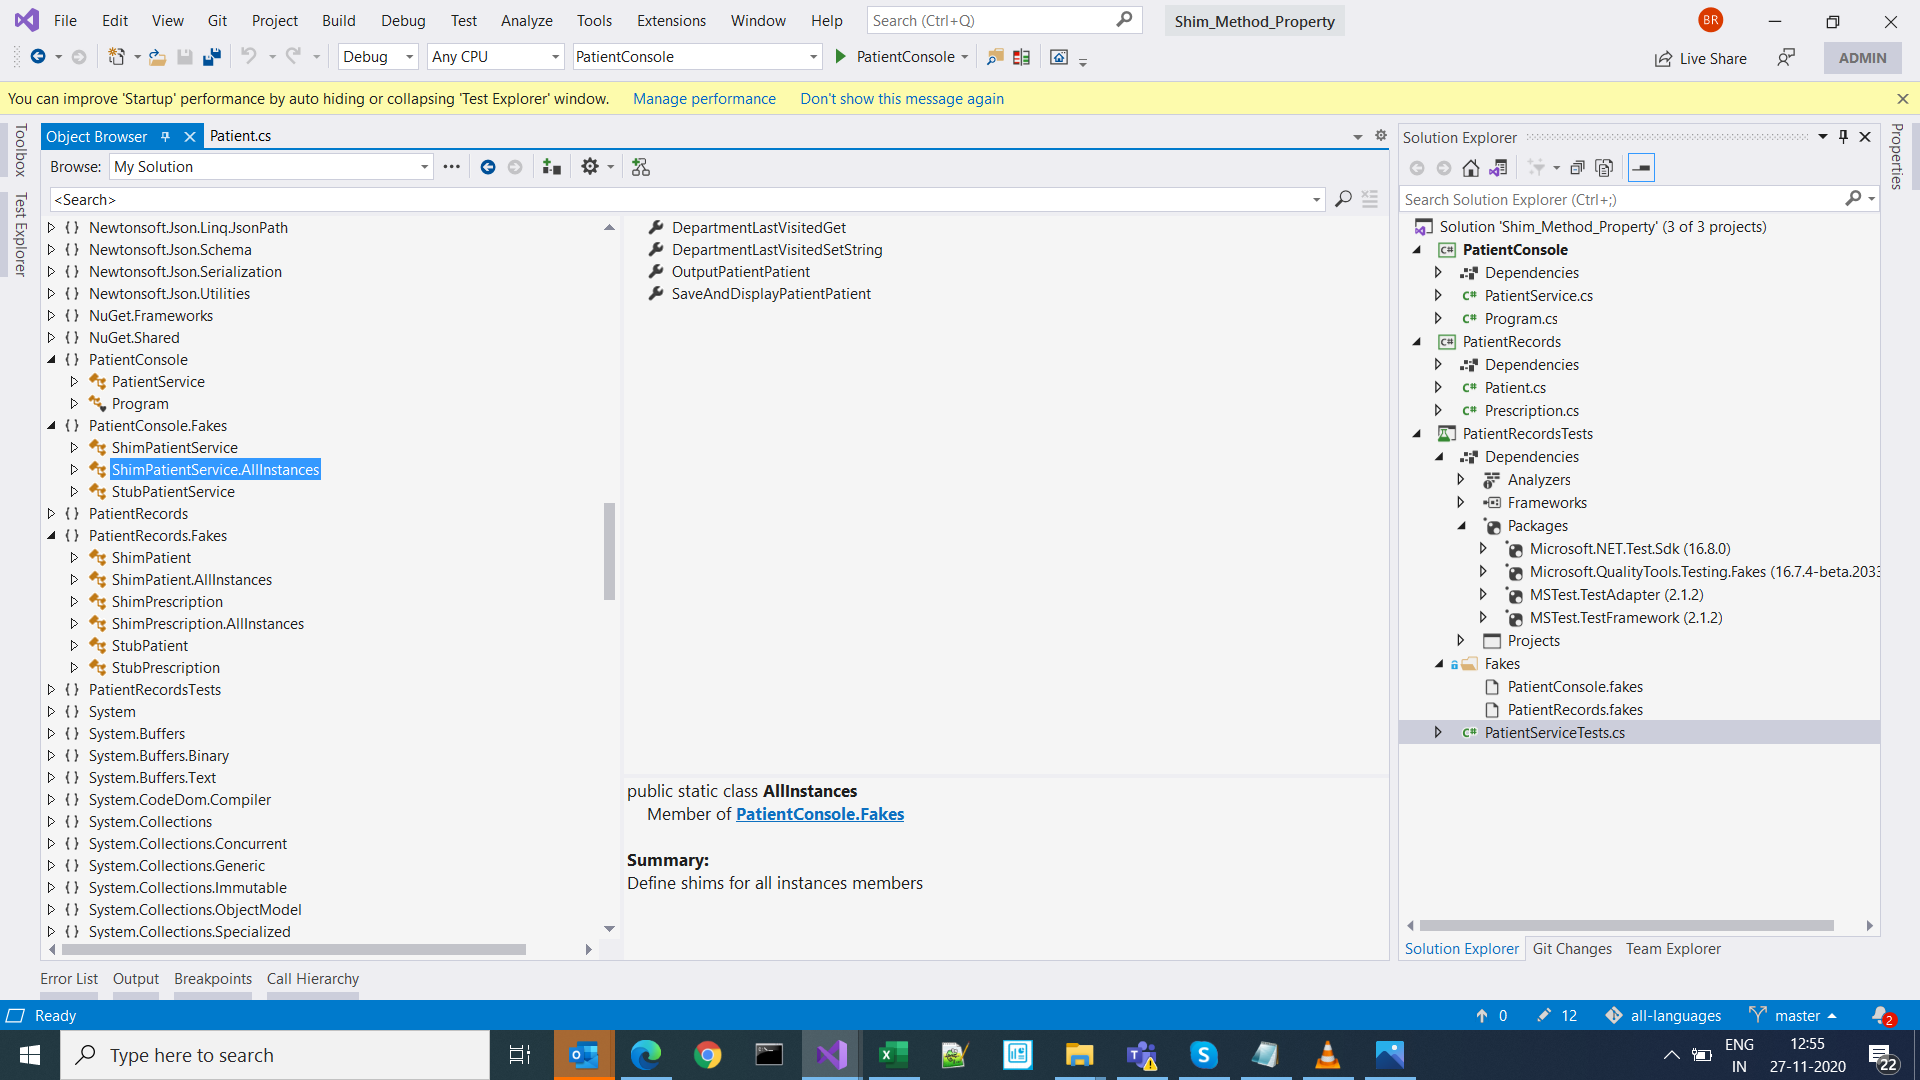 File Edit View Git Project Build Debug Test Analyze Tools Extensions Window Help Search (Ctrl+Q) Shim_Method_Property BR
Debug Any CPU PatientConsole PatientConsole Live Share ADMIN
You can improve 'Startup' performance by auto hiding or collapsing 'Test Explorer' window. Manage performance Don't show this message again
Toolbox
Test Explorer
Object Browser Patient.cs
Browse: My Solution
<Search>
{ } Newtonsoft.Json.Linq.JsonPath
{ } Newtonsoft.Json.Schema
{ } Newtonsoft.Json.Serialization
{ } Newtonsoft.Json.Utilities
{ } NuGet.Frameworks
{ } NuGet.Shared
{ } PatientConsole
PatientService
Program
{ } PatientConsole.Fakes
ShimPatientService
ShimPatientService.AllInstances
StubPatientService
{ } PatientRecords
{ } PatientRecords.Fakes
ShimPatient
ShimPatient.AllInstances
ShimPrescription
ShimPrescription.AllInstances
StubPatient
StubPrescription
{ } PatientRecordsTests
{ } System
{ } System.Buffers
{ } System.Buffers.Binary
{ } System.Buffers.Text
{ } System.CodeDom.Compiler
{ } System.Collections
{ } System.Collections.Concurrent
{ } System.Collections.Generic
{ } System.Collections.Immutable
{ } System.Collections.ObjectModel
{ } System.Collections.Specialized
DepartmentLastVisitedGet
DepartmentLastVisitedSetString
OutputPatientPatient
SaveAndDisplayPatientPatient
public static class AllInstances
Member of PatientConsole.Fakes
Summary:
Define shims for all instances members
Solution Explorer
Search Solution Explorer (Ctrl+;)
Solution 'Shim_Method_Property' (3 of 3 projects)
C# PatientConsole
Dependencies
C# PatientService.cs
C# Program.cs
C# PatientRecords
Dependencies
C# Patient.cs
C# Prescription.cs
PatientRecordsTests
Dependencies
Analyzers
Frameworks
Packages
Microsoft.NET.Test.Sdk (16.8.0)
Microsoft.QualityTools.Testing.Fakes (16.7.4-beta.2033
MSTest.TestAdapter (2.1.2)
MSTest.TestFramework (2.1.2)
Projects
Fakes
PatientConsole.fakes
PatientRecords.fakes
C# PatientServiceTests.cs
Solution Explorer Git Changes Team Explorer
Properties
Error List Output Breakpoints Call Hierarchy
Ready 0 12 all-languages master 2
Type here to search
ENG
IN
12:55
27-11-2020
22